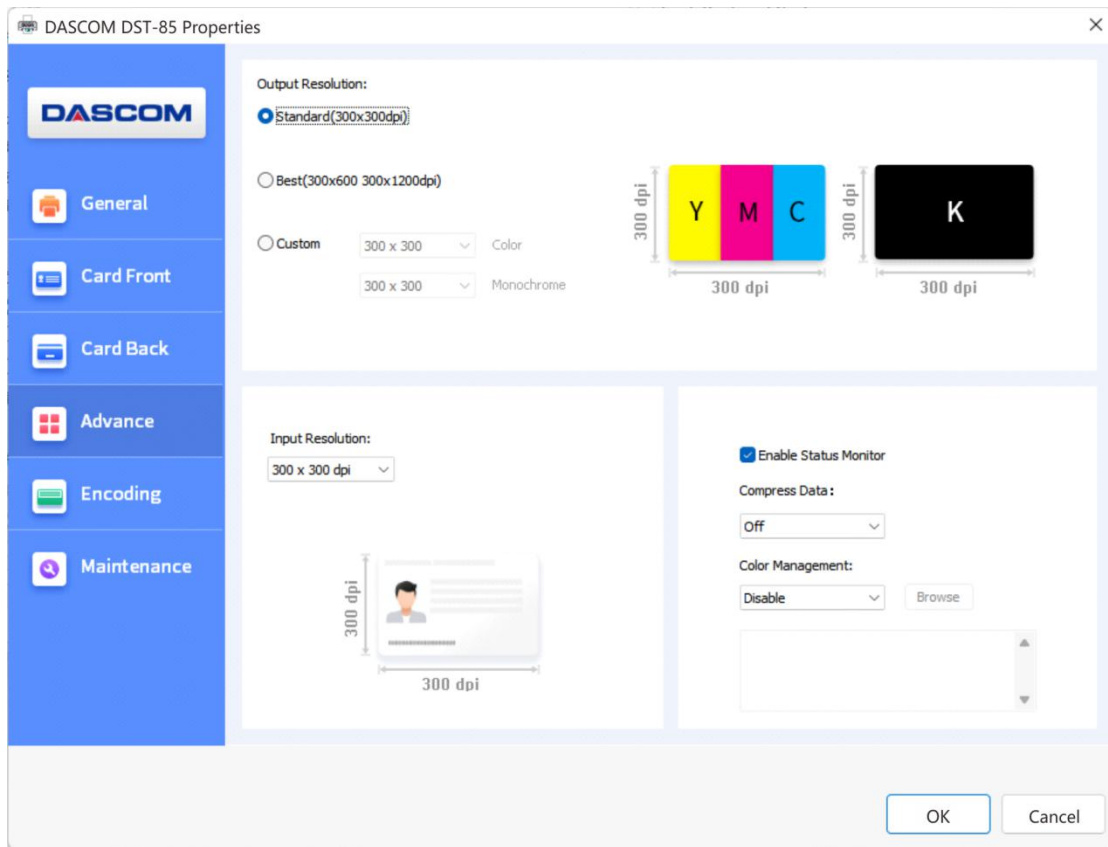 DASCOM DST-85 Properties
DASCOM
General
Card Front
Card Back
Advance
Encoding
Maintenance
Output Resolution:
Standard(300x300dpi)
Best(300x600 300x1200dpi)
Custom
300 x 300
Color
300 x 300
Monochrome
300 dpi
Y M C
300 dpi
300 dpi
K
300 dpi
Input Resolution:
300 x 300 dpi
300 dpi
300 dpi
Enable Status Monitor
Compress Data:
Off
Color Management:
Disable
Browse
OK
Cancel